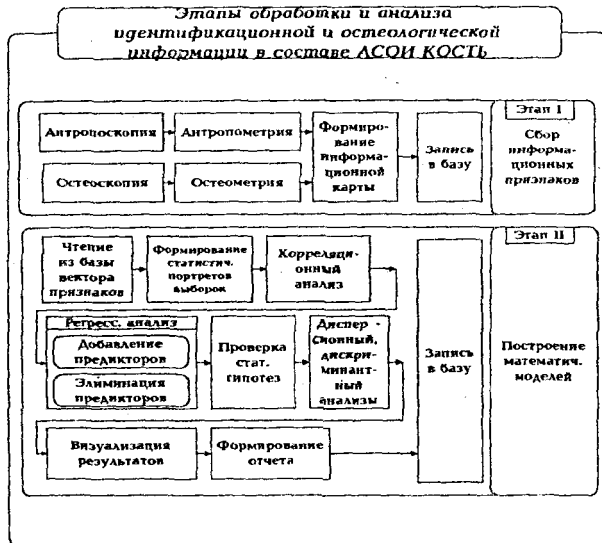 Этапы обработки и анализа
идентификационной и остеологической
информации в составе АСОИ КОСТЬ
Этап I
Антропоскопия
Антропометрия
Остеоскопия
Остеометрия
Формиро-
вание
информа-
ционной
карты
Запись
в базу
Сбор
информа-
ционных
признаков
Этап II
Чтение
из базы
вектора
признаков
Формирование
статистич.
портретов
выборок
Корреляци-
онный
анализ
Регресс. анализ
Добавление
предикторов
Элиминация
предикторов
Проверка
стат.
гипотез
Диспер -
сионный,
дискри-
минант-
ный
анализы
Визуализация
результатов
Формирование
отчета
Запись
в базу
Построение
математич.
моделей